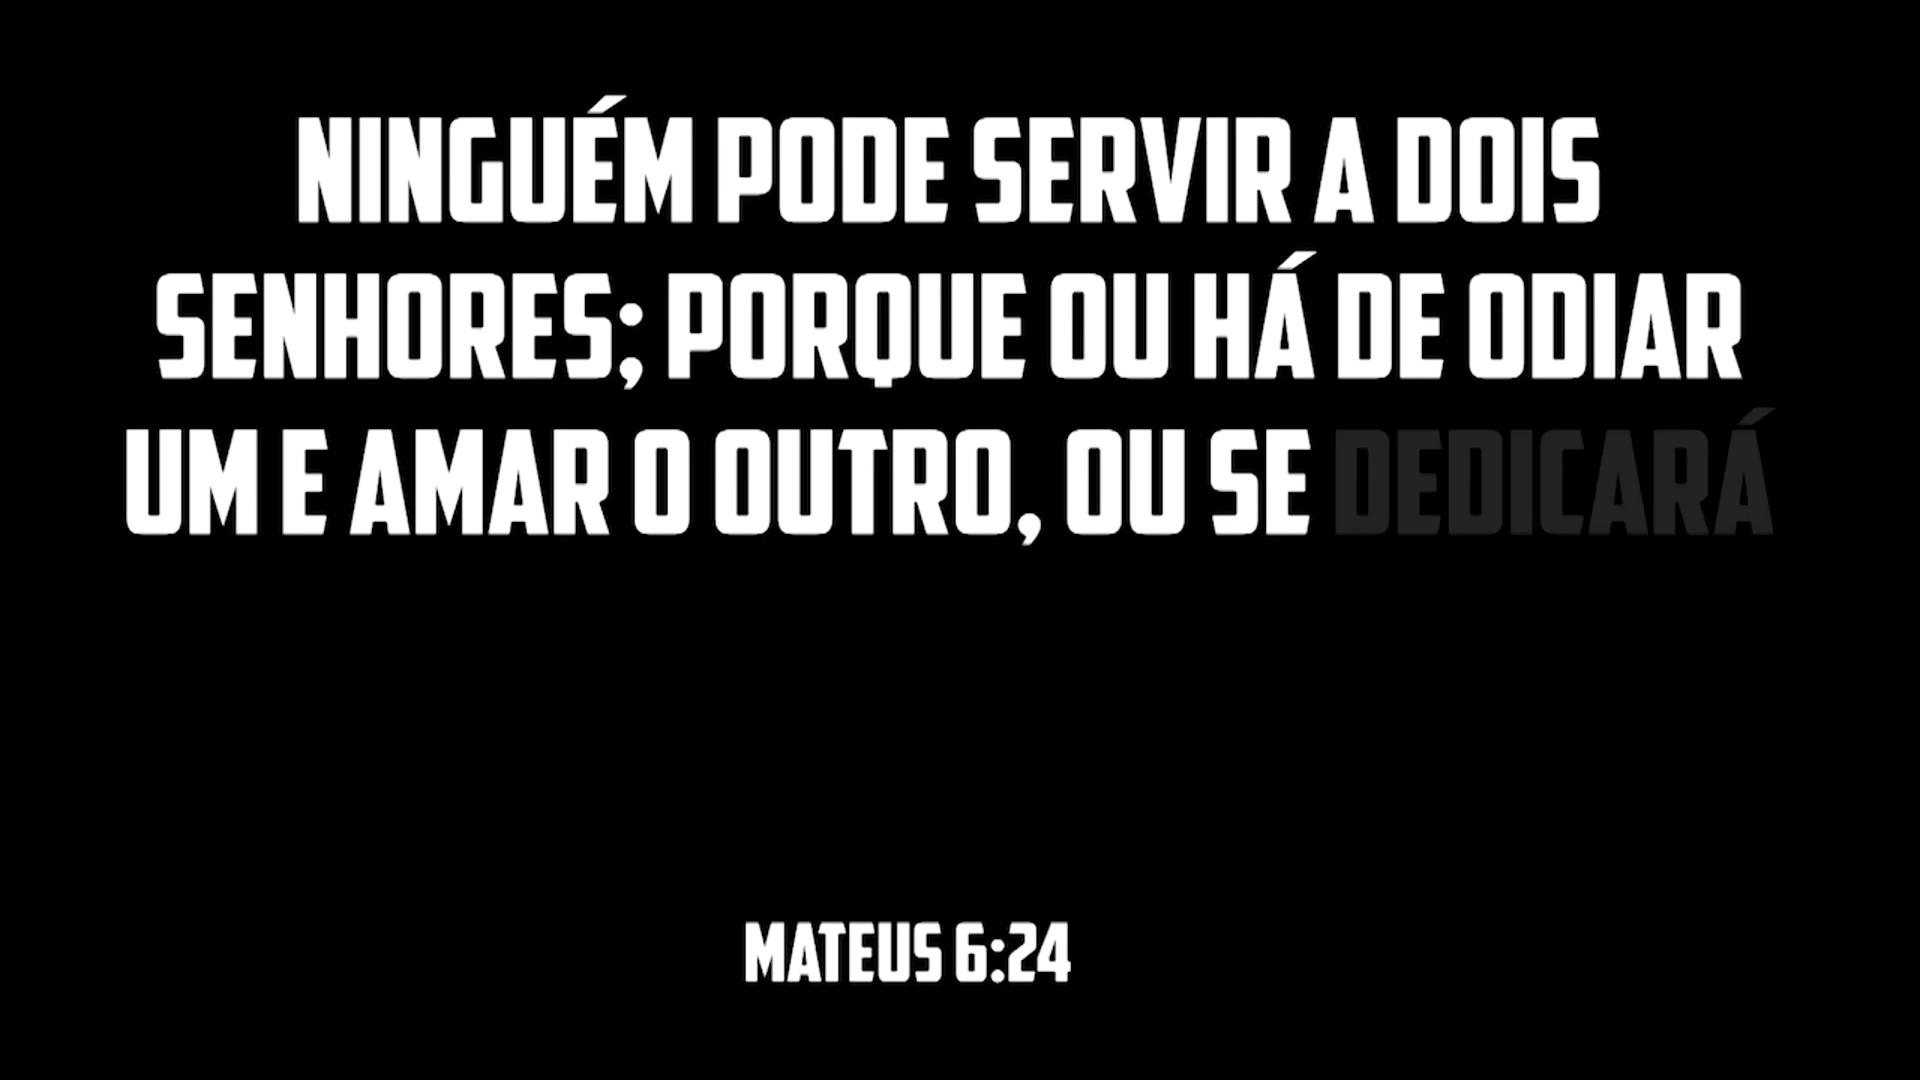 NINGUÉM PODE SERVIR A DOIS
SENHORES; PORQUE OU HÁ DE ODIAR
UM E AMAR O OUTRO, OU SE DEDICARÁ
MATEUS 6:24